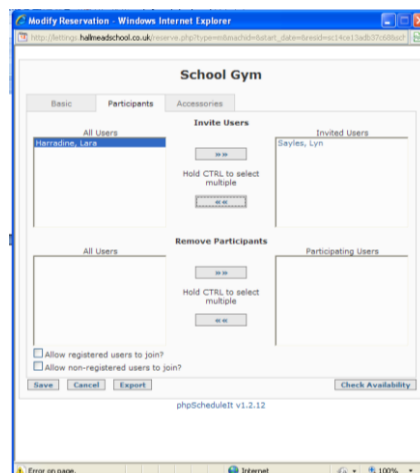 Modify Reservation - Windows Internet Explorer
School Gym
Basic Participants Accessories
Invite Users
All Users Invited Users
Harradine, Lara Sayles, Lyn
»»
Hold CTRL to select
multiple
««
Remove Participants
All Users Participating Users
»»
Hold CTRL to select
multiple
««
Allow registered users to join?
Allow non-registered users to join?
Save Cancel Export Check Availability
phpScheduleIt v1.2.12
Error on page. Internet 100%